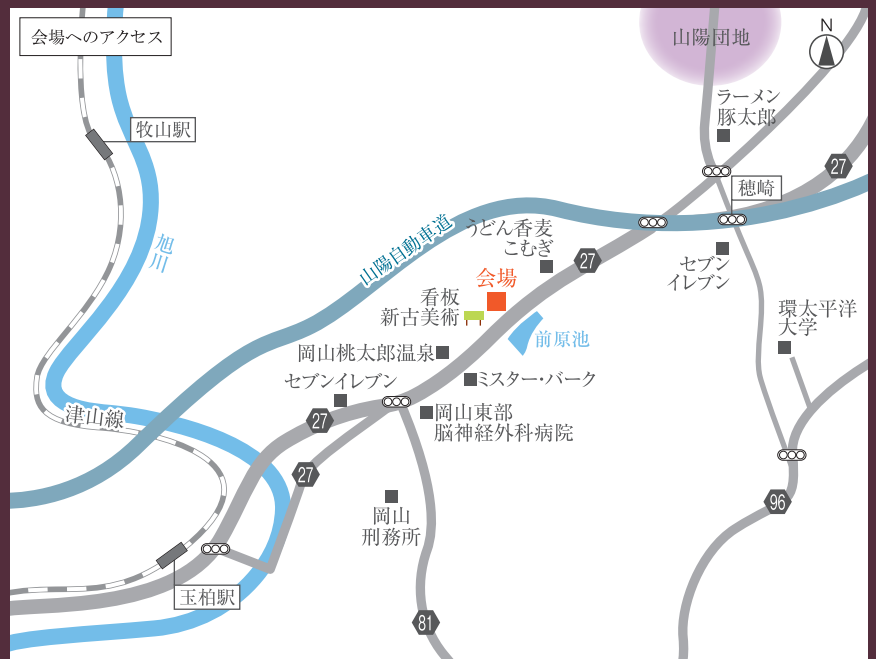 会場へのアクセス
山陽団地
N
ラーメン
豚太郎
牧山駅
27
穂崎
旭川
山陽自動車道
うどん香麦
こむぎ
27
セブン
イレブン
会場
看板
新古美術
環太平洋
大学
前原池
岡山桃太郎温泉
セブンイレブン
ミスター・バーク
津山線
27
岡山東部
脳神経外科病院
27
96
岡山
刑務所
玉柏駅
81